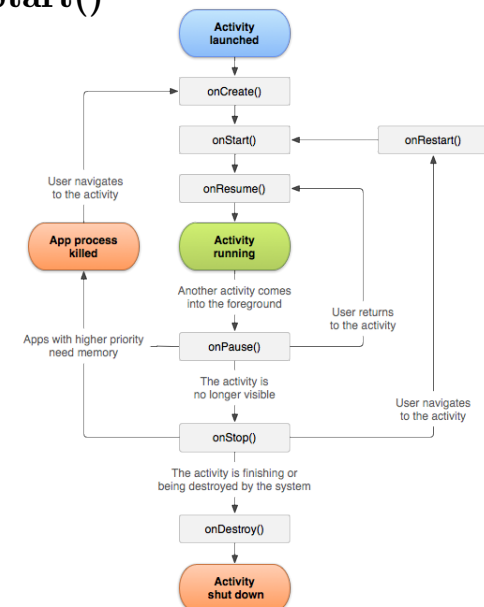 start()
Activity
launched
onCreate()
onStart()
onRestart()
User navigates
to the activity
onResume()
App process
killed
Activity
running
Another activity comes
into the foreground
User returns
to the activity
Apps with higher priority
need memory
onPause()
The activity is
no longer visible
User navigates
to the activity
onStop()
The activity is finishing or
being destroyed by the system
onDestroy()
Activity
shut down